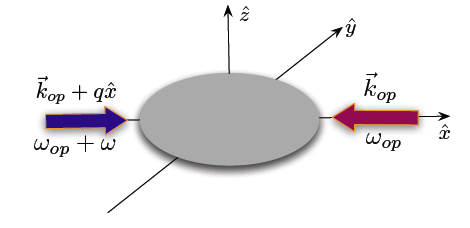 ẑ
ŷ
k⃗_op + qx̂
ω_op + ω
k⃗_op
ω_op
x̂